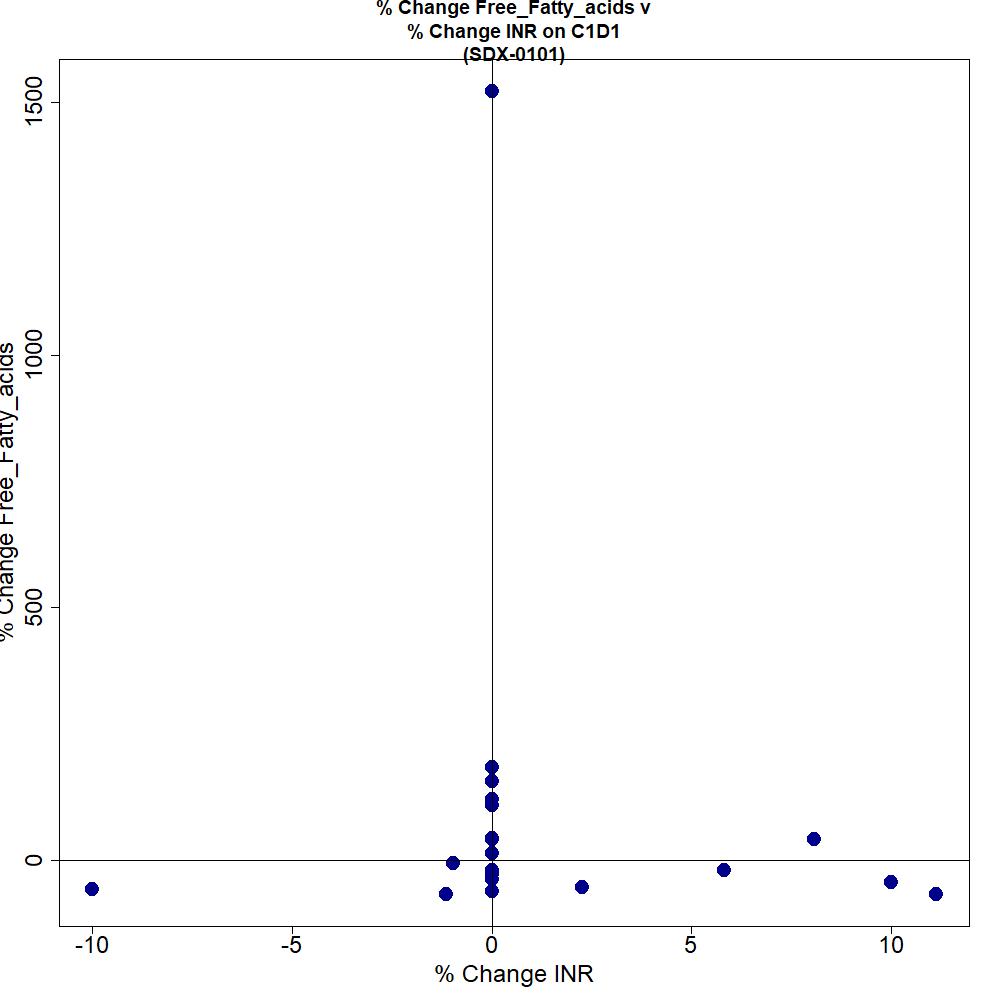 % Change Free_Fatty_acids v
% Change INR on C1D1
(SDX-0101)
1500
1000
500
0
% Change Free_Fatty_acids
-10
-5
0
5
10
% Change INR